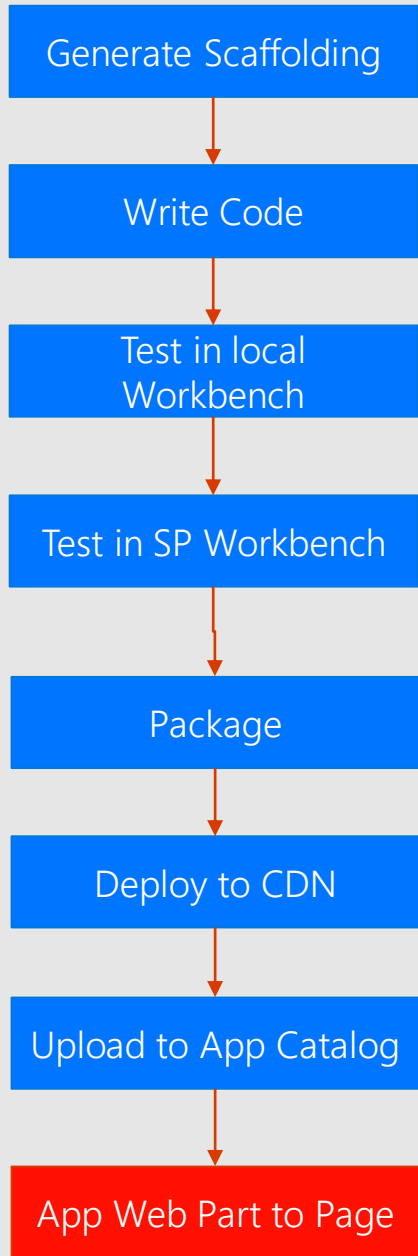 Generate Scaffolding
Write Code
Test in local
Workbench
Test in SP Workbench
Package
Deploy to CDN
Upload to App Catalog
App Web Part to Page